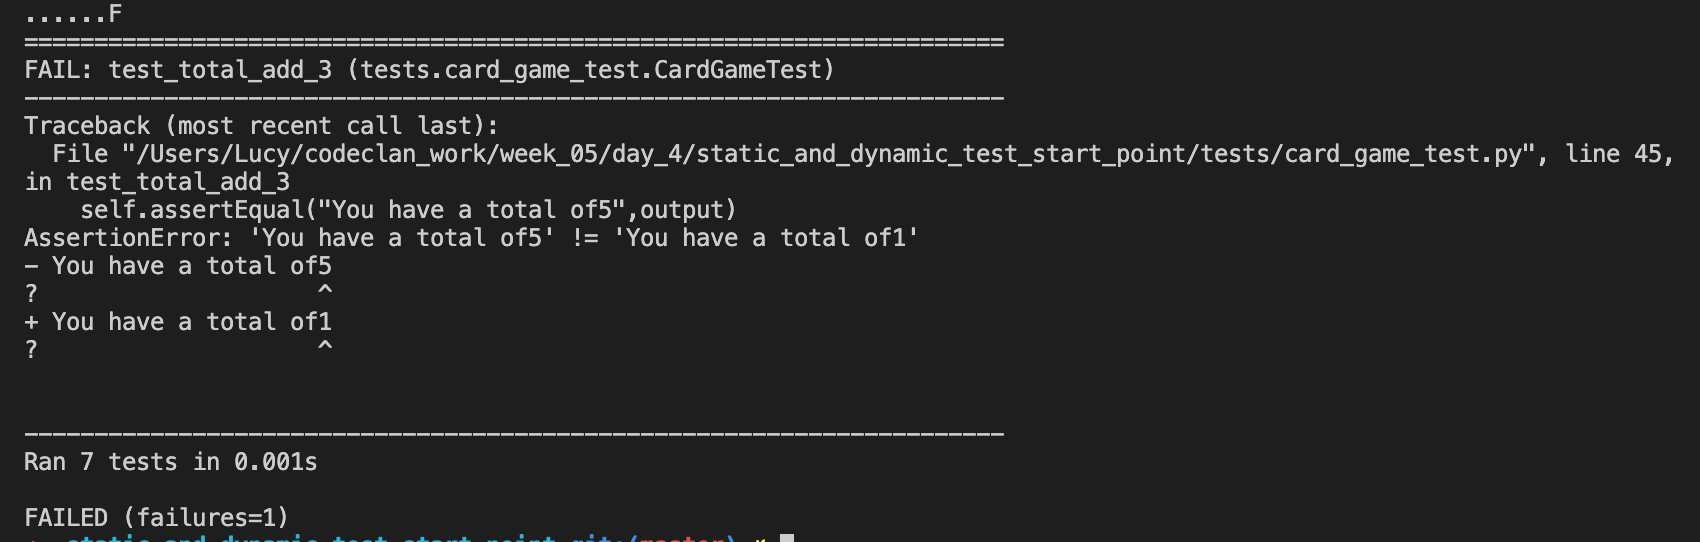 ......F
======================================================================
FAIL: test_total_add_3 (tests.card_game_test.CardGameTest)
----------------------------------------------------------------------
Traceback (most recent call last):
  File "/Users/Lucy/codeclan_work/week_05/day_4/static_and_dynamic_test_start_point/tests/card_game_test.py", line 45,
in test_total_add_3
    self.assertEqual("You have a total of5",output)
AssertionError: 'You have a total of5' != 'You have a total of1'
- You have a total of5
?                    ^
+ You have a total of1
?                    ^
----------------------------------------------------------------------
Ran 7 tests in 0.001s
FAILED (failures=1)
static_and_dynamic_test_start_point git:(master)